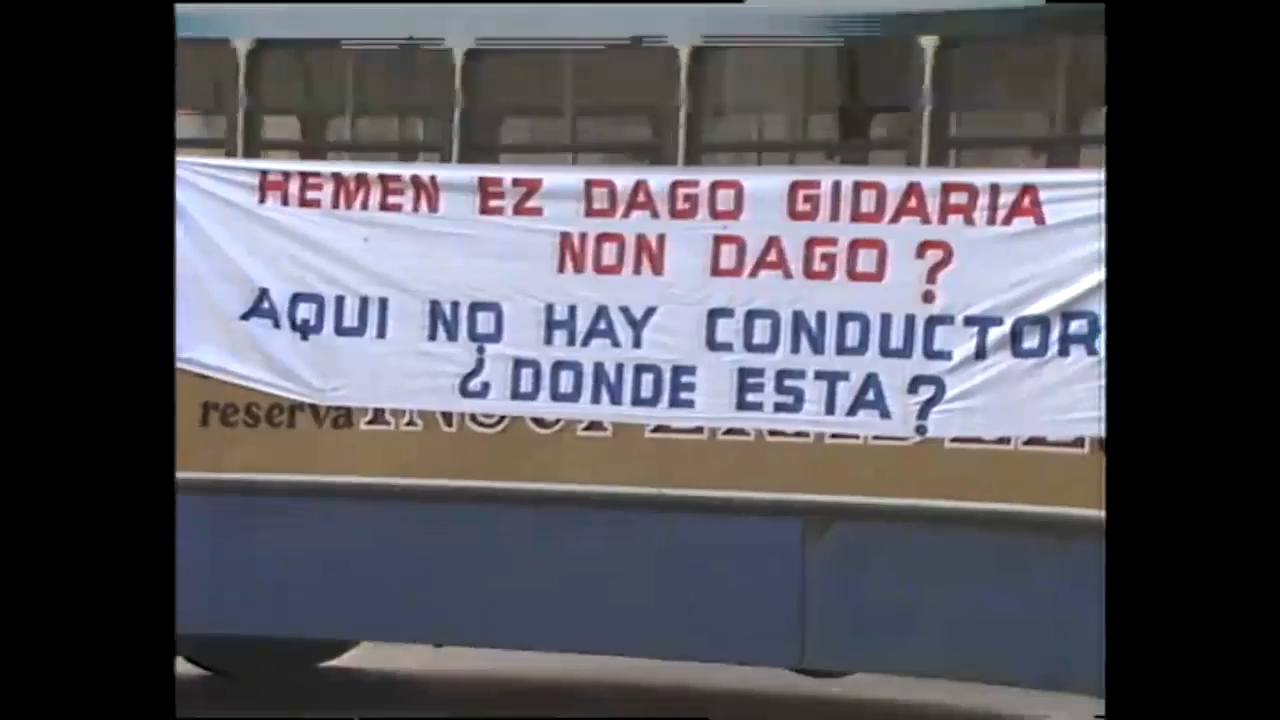 HEMEN EZ DAGO GIDARIA
NON DAGO?
AQUI NO HAY CONDUCTOR
¿DONDE ESTA?
reserva